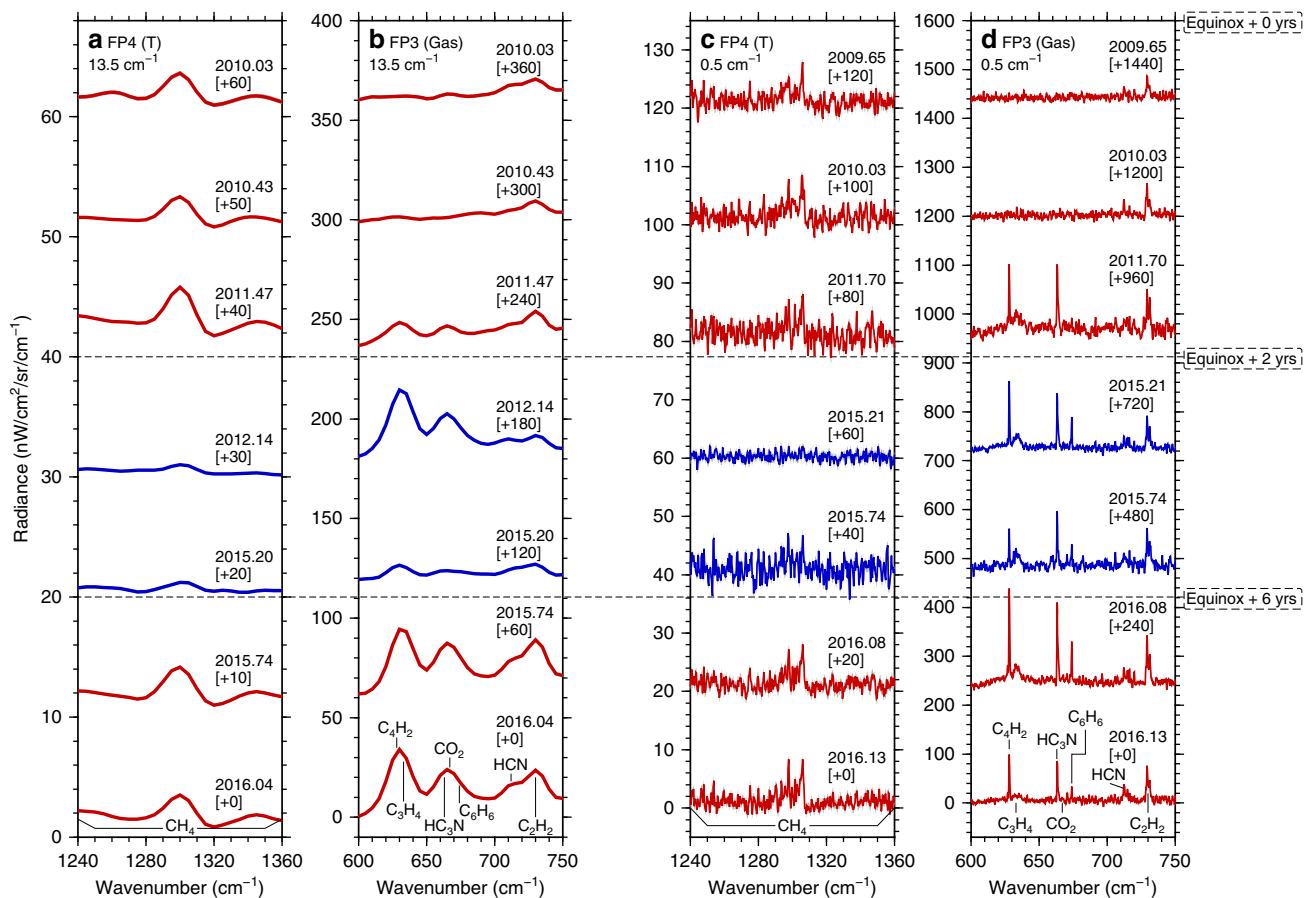 a FP4 (T)
13.5 cm⁻¹
2010.03
[+60]
2010.43
[+50]
2011.47
[+40]
2012.14
[+30]
2015.20
[+20]
2015.74
[+10]
2016.04
[+0]
CH₄
60
50
40
30
20
10
0
1240 1280 1320 1360
Wavenumber (cm⁻¹)
Radiance (nW/cm²/sr/cm⁻¹)
b FP3 (Gas)
13.5 cm⁻¹
2010.03
[+360]
2010.43
[+300]
2011.47
[+240]
2012.14
[+180]
2015.20
[+120]
2015.74
[+60]
2016.04
[+0]
C₄H₂
CO₂
HCN
C₃H₄
HC₃N
C₆H₆
C₂H₂
400
350
300
250
200
150
100
50
0
600 650 700 750
Wavenumber (cm⁻¹)
c FP4 (T)
0.5 cm⁻¹
2009.65
[+120]
2010.03
[+100]
2011.70
[+80]
2015.21
[+60]
2015.74
[+40]
2016.08
[+20]
2016.13
[+0]
CH₄
130
120
110
100
90
80
70
60
50
40
30
20
10
0
1240 1280 1320 1360
Wavenumber (cm⁻¹)
d FP3 (Gas)
0.5 cm⁻¹
2009.65
[+1440]
2010.03
[+1200]
2011.70
[+960]
2015.21
[+720]
2015.74
[+480]
2016.08
[+240]
2016.13
[+0]
C₄H₂
HC₃N
C₆H₆
HCN
C₃H₄
CO₂
C₂H₂
1600
1500
1400
1300
1200
1100
1000
900
800
700
600
500
400
300
200
100
0
600 650 700 750
Wavenumber (cm⁻¹)
Equinox + 0 yrs
Equinox + 2 yrs
Equinox + 6 yrs